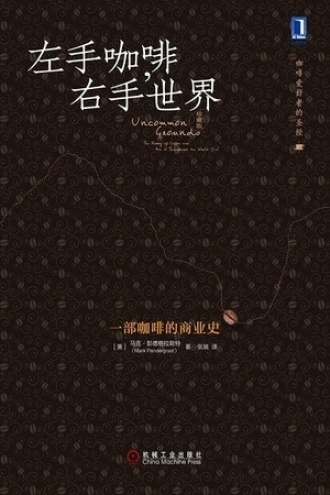 左手咖啡,
右手世界
Uncommon
Grounds
珍藏版
The History of Coffee and
How It Transformed Our World
咖啡爱好者的圣经
一部咖啡的商业史
[美] 马克·彭德格拉斯特 著◎张瑞 译
(Mark Pendergrast)
机械工业出版社
China Machine Press